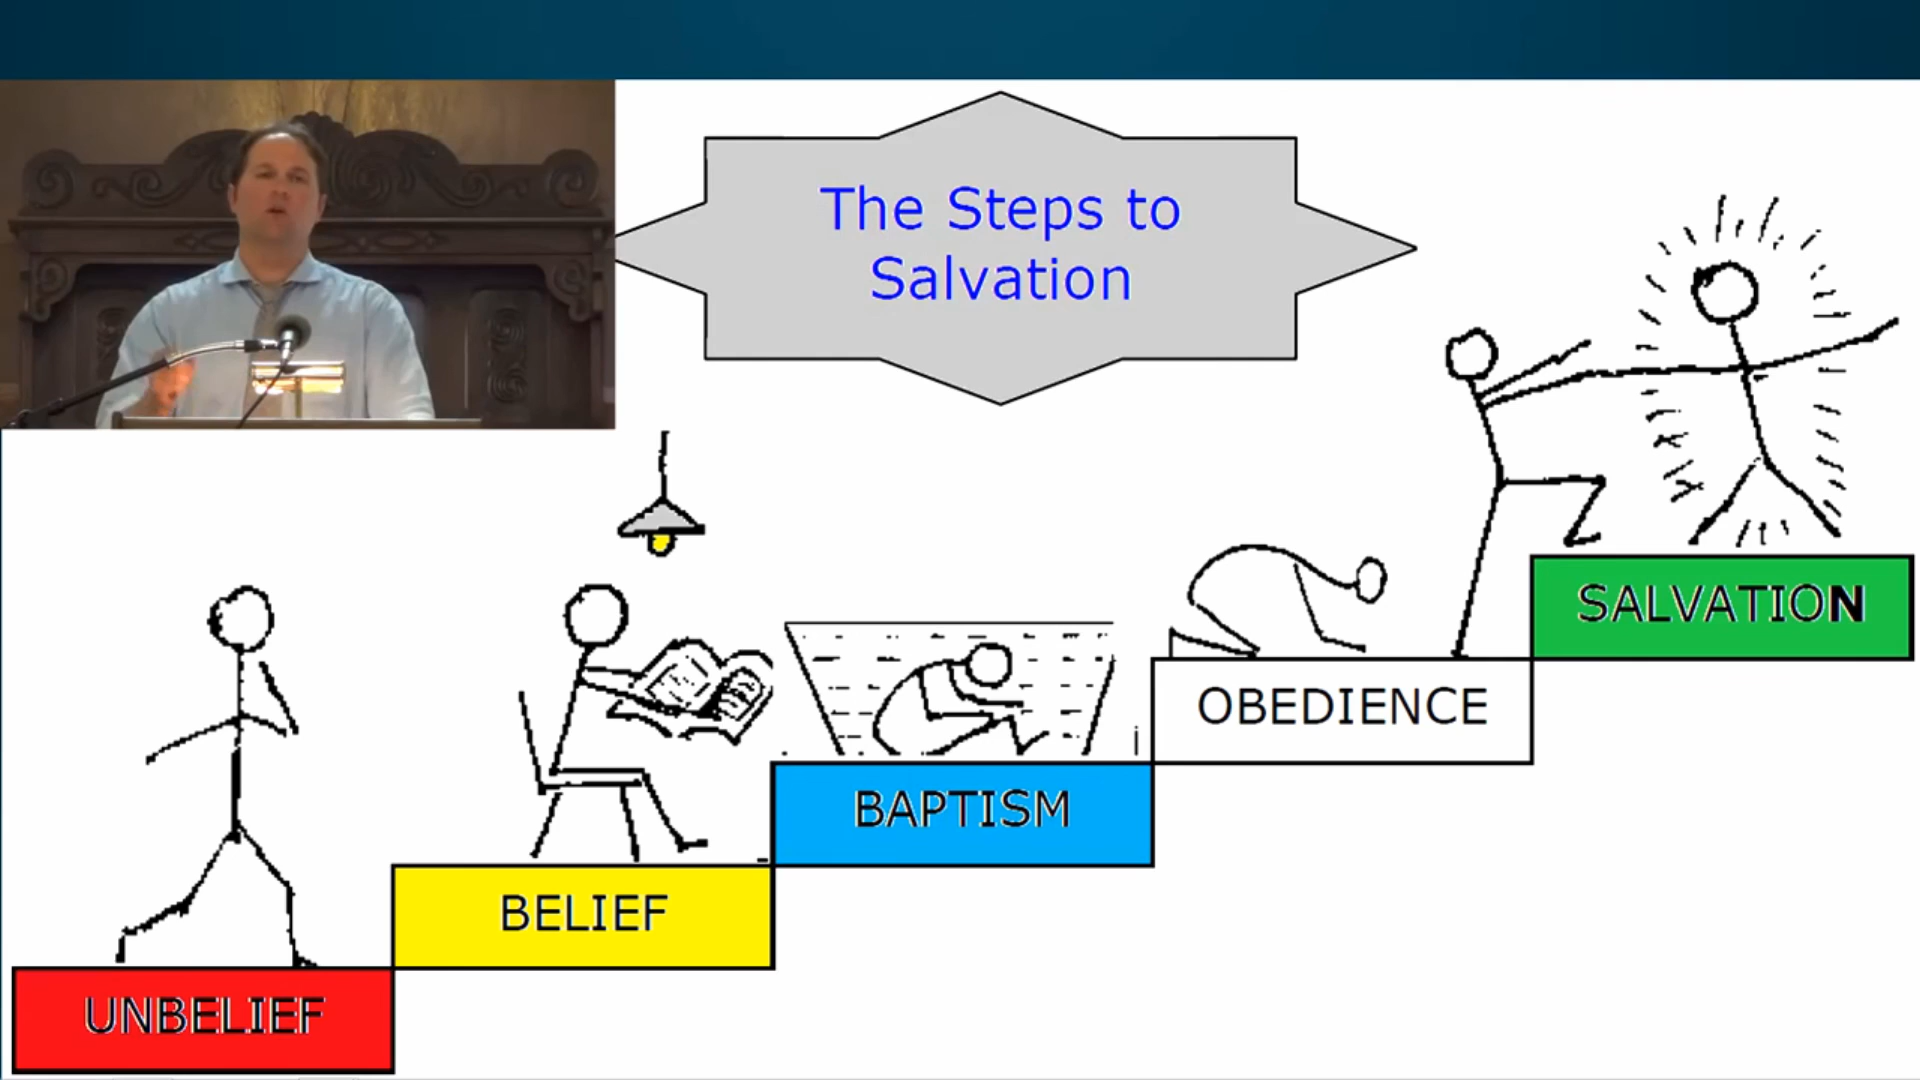 The Steps to
Salvation
SALVATION
OBEDIENCE
BAPTISM
BELIEF
UNBELIEF